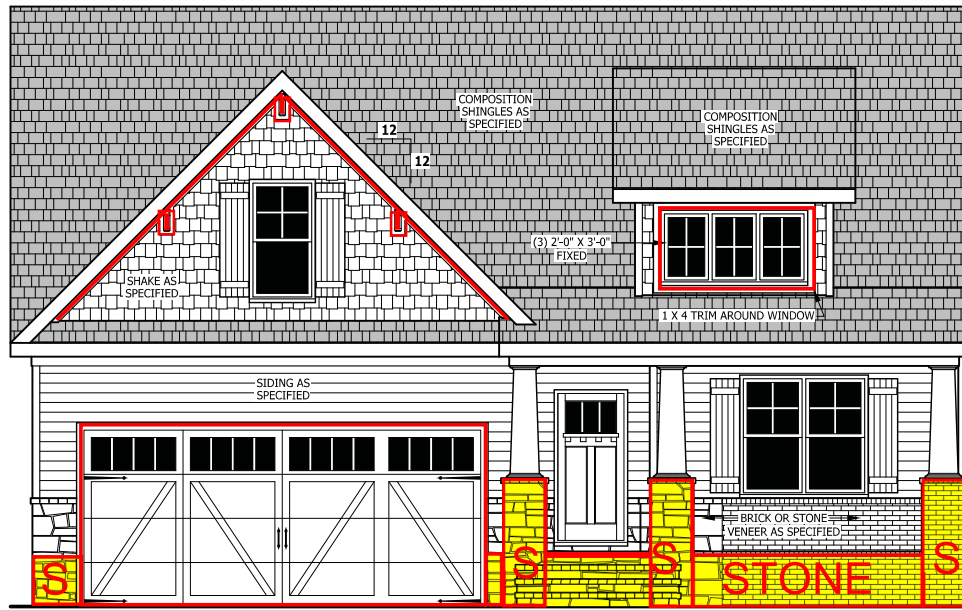 COMPOSITION
SHINGLES AS
SPECIFIED
COMPOSITION
SHINGLES AS
SPECIFIED
12
12
(3) 2'-0" X 3'-0"
FIXED
SHAKE AS
SPECIFIED
1 X 4 TRIM AROUND WINDOW
SIDING AS
SPECIFIED
BRICK OR STONE
VENEER AS SPECIFIED
S
S
S
STONE
S